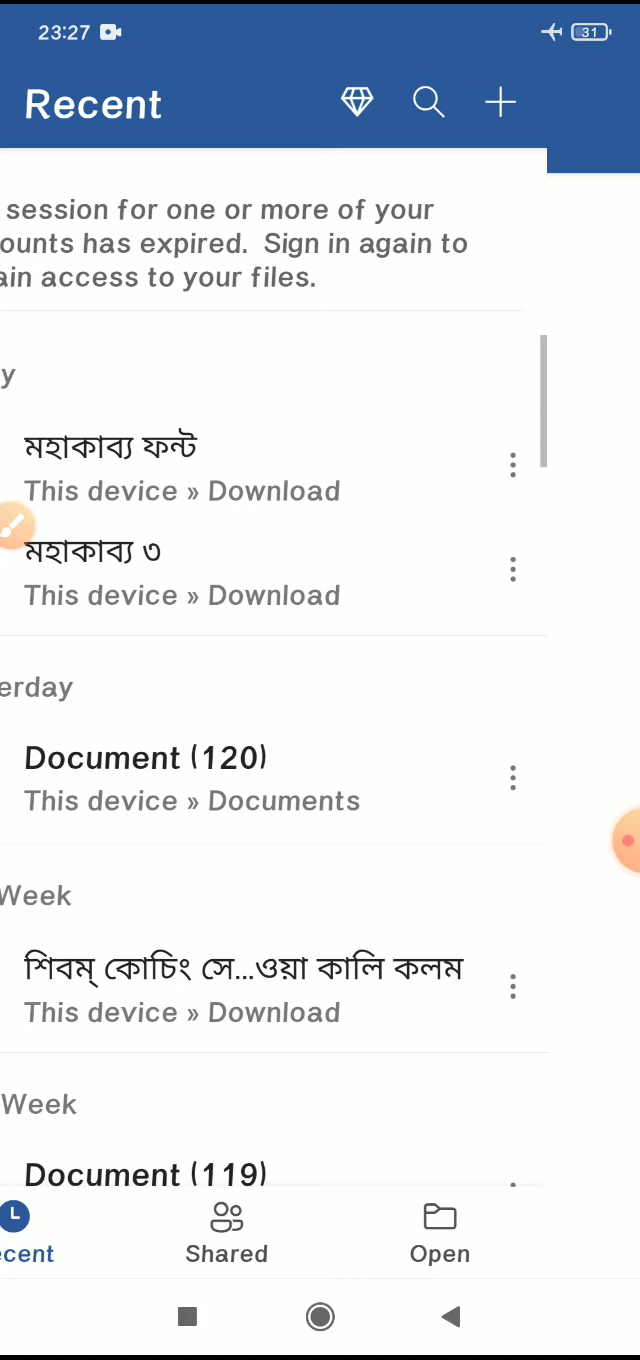 23:27
31
Recent
session for one or more of your
ounts has expired. Sign in again to
ain access to your files.
y
মহাকাব্য ফন্ট
This device » Download
মহাকাব্য ৩
This device » Download
erday
Document (120)
This device » Documents
Week
শিবম্ কোচিং সে...ওয়া কালি কলম
This device » Download
Week
Document (119)
ecent Shared Open